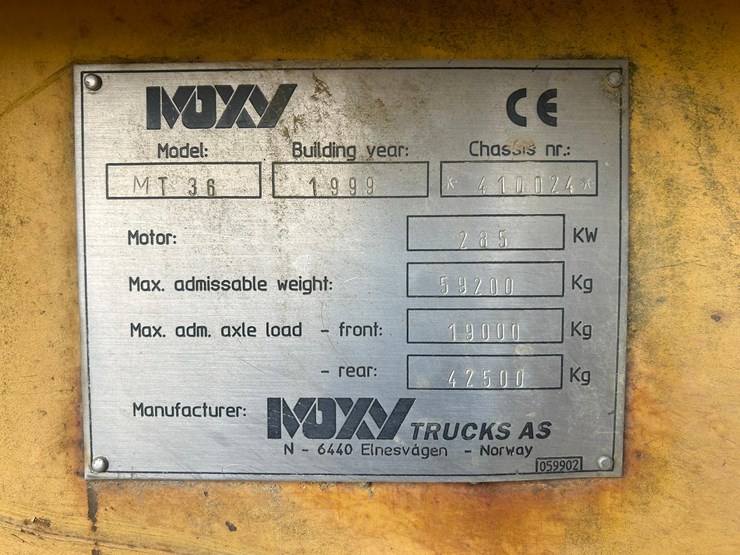 MOXY CE
Model: Building year: Chassis nr.:
MT 36 1999 * 410024*
Motor: 285 KW
Max. admissable weight: 59200 Kg
Max. adm. axle load - front: 19000 Kg
- rear: 42500 Kg
Manufacturer: MOXY TRUCKS AS
N - 6440 Elnesvågen - Norway
059902